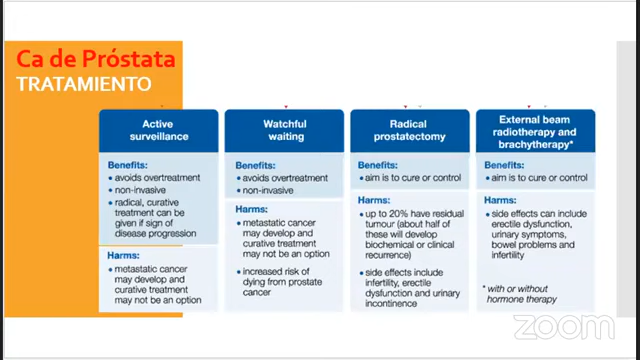 Ca de Próstata
TRATAMIENTO
Active
surveillance
Benefits:
• avoids overtreatment
• non-invasive
• radical, curative
treatment can be
given if sign of
disease progression
Harms:
• metastatic cancer
may develop and
curative treatment
may not be an option
Watchful
waiting
Benefits:
• avoids overtreatment
• non-invasive
Harms:
• metastatic cancer
may develop and
curative treatment
may not be an option
• increased risk of
dying from prostate
cancer
Radical
prostatectomy
Benefits:
• aim is to cure or control
Harms:
• up to 20% have residual
tumour (about half of
these will develop
biochemical or clinical
recurrence)
• side effects include
infertility, erectile
dysfunction and urinary
incontinence
External beam
radiotherapy and
brachytherapy*
Benefits:
• aim is to cure or control
Harms:
• side effects can include
erectile dysfunction,
urinary symptoms,
bowel problems and
infertility
* with or without
hormone therapy
zoom